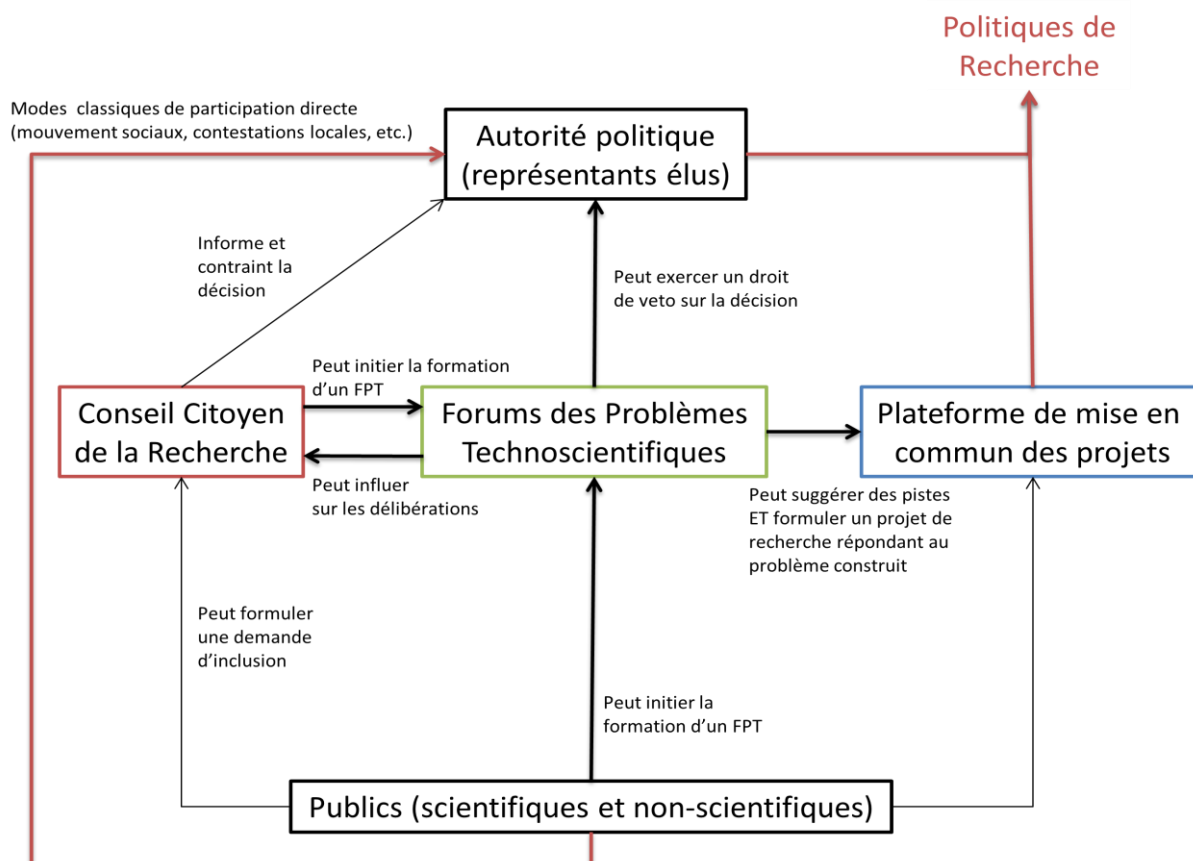 Politiques de
Recherche
Modes classiques de participation directe
(mouvement sociaux, contestations locales, etc.)
Autorité politique
(représentants élus)
Informe et
contraint la
décision
Peut exercer un droit
de veto sur la décision
Peut initier la formation
d'un FPT
Conseil Citoyen
de la Recherche
Forums des Problèmes
Technoscientifiques
Plateforme de mise en
commun des projets
Peut influer
sur les délibérations
Peut suggérer des pistes
ET formuler un projet de
recherche répondant au
problème construit
Peut formuler
une demande
d'inclusion
Peut initier la
formation d'un FPT
Publics (scientifiques et non-scientifiques)